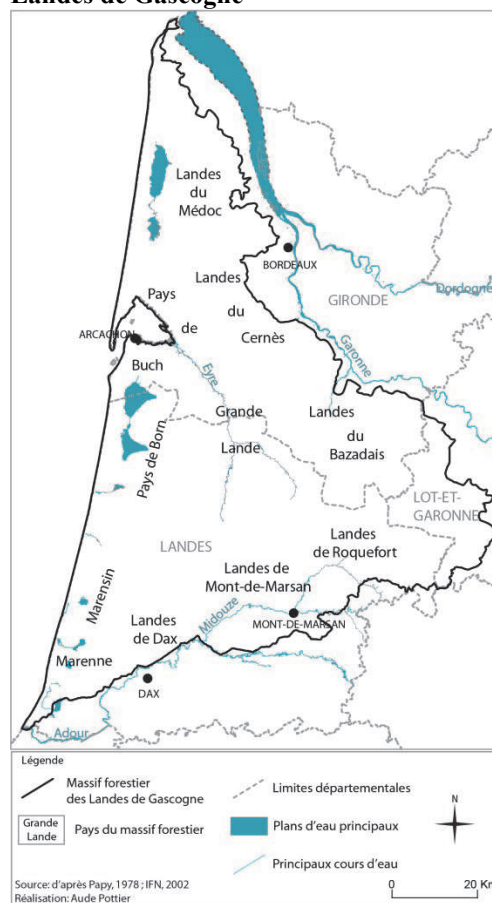 Landes de Gascogne
Landes
du
Médoc
BORDEAUX
Dordogne
Landes
du
Cernès
GIRONDE
Pays
de
Buch
ARCACHON
Garonne
Eyre
Grande
Lande
Landes
du
Bazadais
Pays de Born
LOT-ET-
GARONNE
LANDES
Landes
de Roquefort
Landes de
Mont-de-Marsan
Marensin
Landes
de Dax
Midouze
MONT-DE-MARSAN
Marenne
DAX
Adour
Légende
Massif forestier
des Landes de Gascogne
Limites départementales
Grande
Lande
Pays du massif forestier
Plans d'eau principaux
N
Principaux cours d'eau
Source: d'après Papy, 1978 ; IFN, 2002
Réalisation: Aude Pottier
0 20 Km